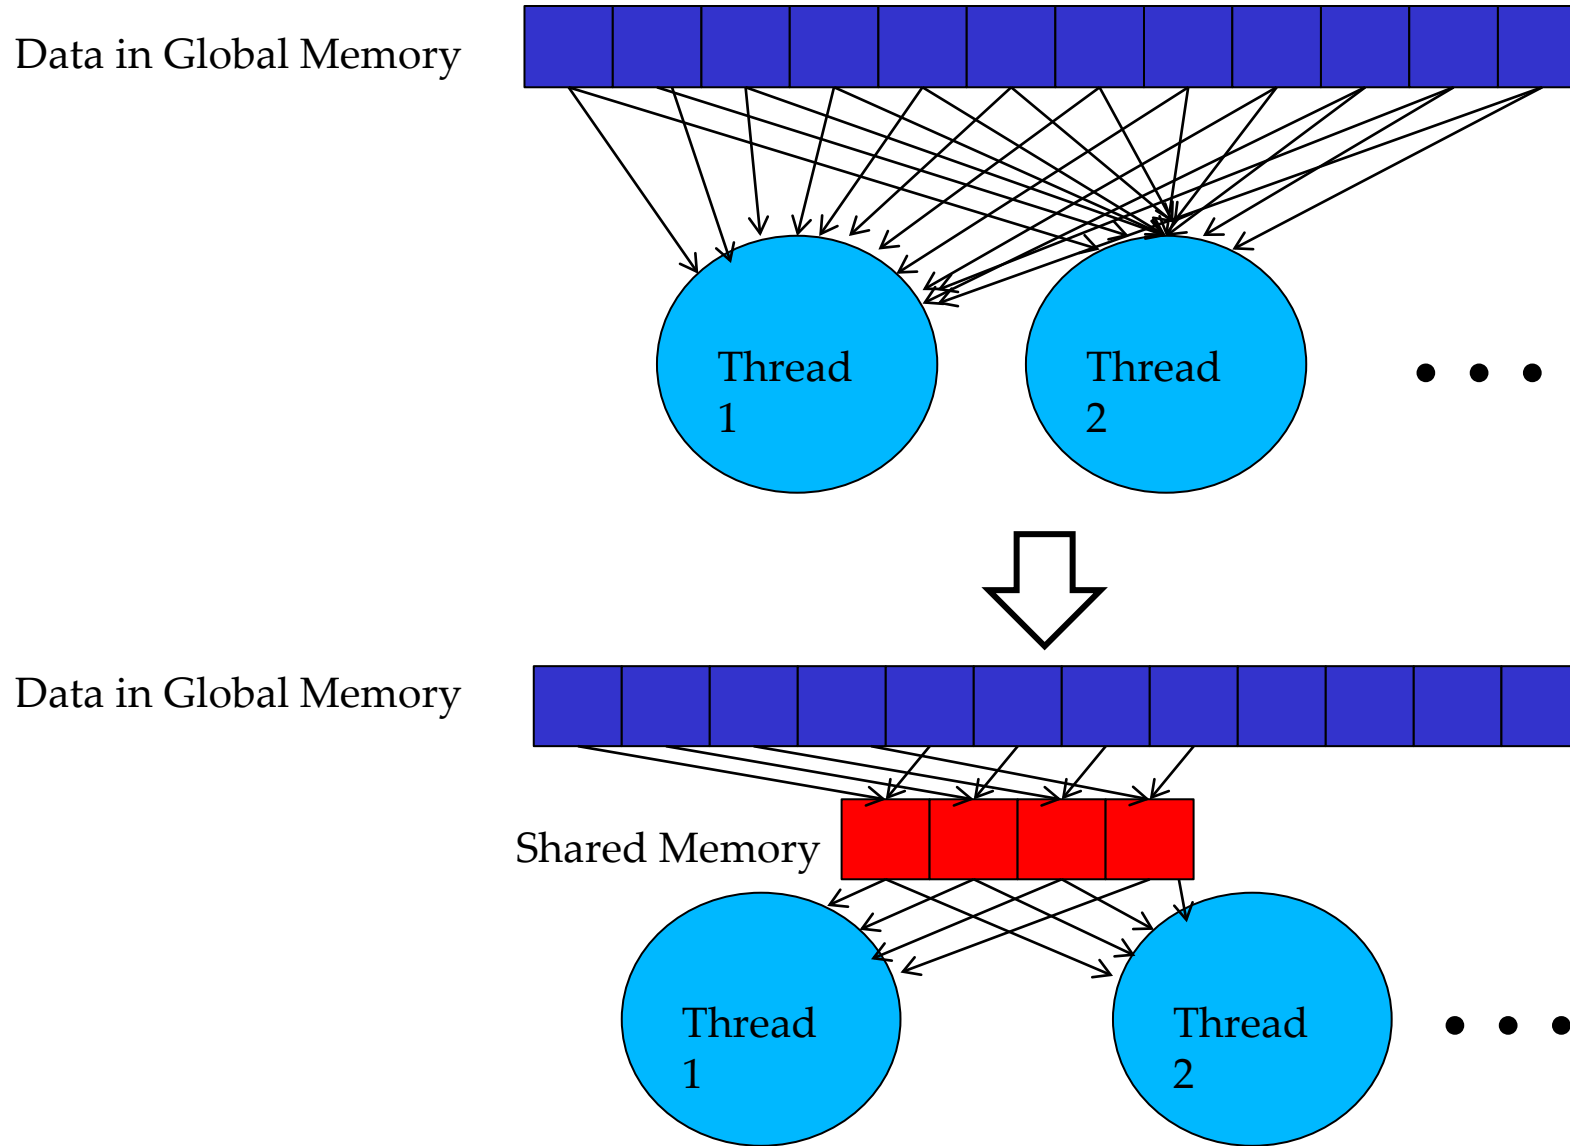 Data in Global Memory
Thread
1
Thread
2
• • •
Data in Global Memory
Shared Memory
Thread
1
Thread
2
• • •